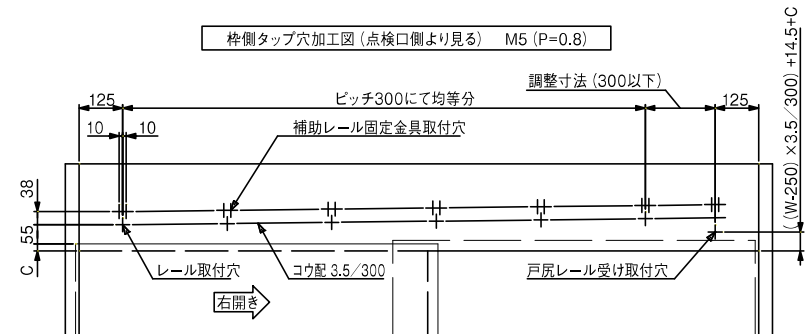 枠側タップ穴加工図(点検口側より見る) M5(P=0.8)
調整寸法(300以下)
125
ピッチ300にて均等分
125
10
10
補助レール固定金具取付穴
((W-250)×3.5/300)+14.5+C
38
55
C
レール取付穴
コウ配 3.5/300
戸尻レール受け取付穴
右開き